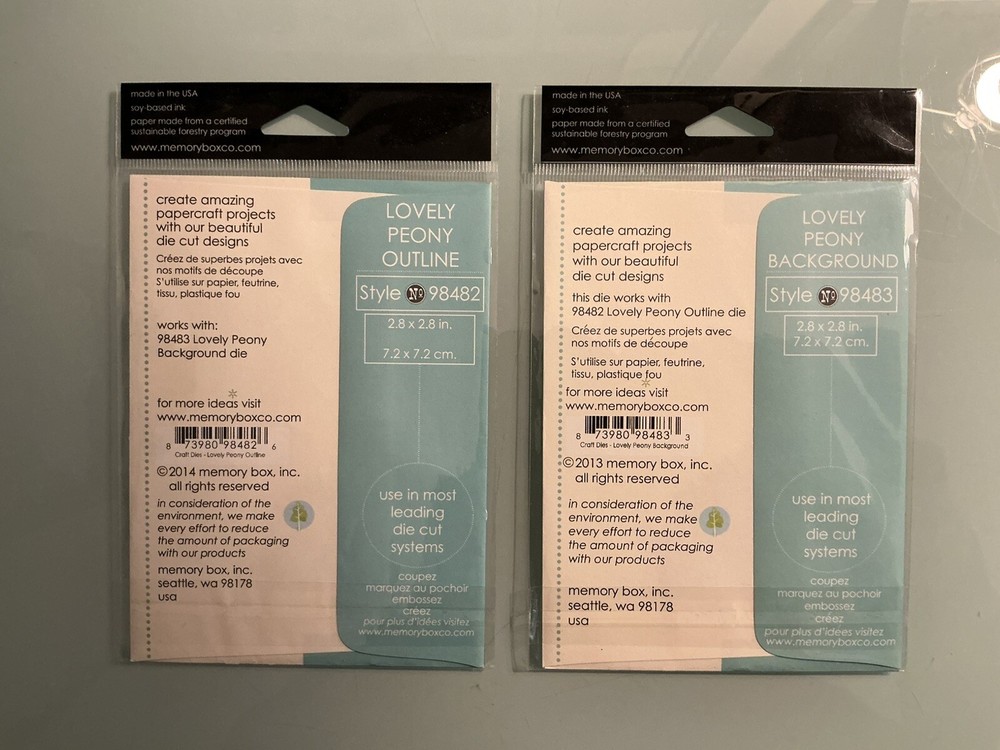 made in the USA
soy-based ink
paper made from a certified
sustainable forestry program
www.memoryboxco.com
create amazing
papercraft projects
with our beautiful
die cut designs
Créez de superbes projets avec
nos motifs de découpe
S'utilise sur papier, feutrine,
tissu, plastique fou
works with:
98483 Lovely Peony
Background die
for more ideas visit
www.memoryboxco.com
8 73980 98482 6
Craft Dies - Lovely Peony Outline
©2014 memory box, inc.
all rights reserved
in consideration of the
environment, we make
every effort to reduce
the amount of packaging
with our products
memory box, inc.
seattle, wa 98178
usa
LOVELY
PEONY
OUTLINE
Style No 98482
2.8 x 2.8 in.
7.2 x 7.2 cm.
use in most
leading
die cut
systems
coupez
marquez au pochoir
embossez
créez
pour plus d'idées visitez
www.memoryboxco.com
made in the USA
soy-based ink
paper made from a certified
sustainable forestry program
www.memoryboxco.com
create amazing
papercraft projects
with our beautiful
die cut designs
this die works with
98482 Lovely Peony Outline die
Créez de superbes projets avec
nos motifs de découpe
S'utilise sur papier, feutrine,
tissu, plastique fou
for more ideas visit
www.memoryboxco.com
8 73980 98483 3
Craft Dies - Lovely Peony Background
©2013 memory box, inc.
all rights reserved
in consideration of the
environment, we make
every effort to reduce
the amount of packaging
with our products
memory box, inc.
seattle, wa 98178
usa
LOVELY
PEONY
BACKGROUND
Style No 98483
2.8 x 2.8 in.
7.2 x 7.2 cm.
use in most
leading
die cut
systems
coupez
marquez au pochoir
embossez
créez
pour plus d'idées visitez
www.memoryboxco.com